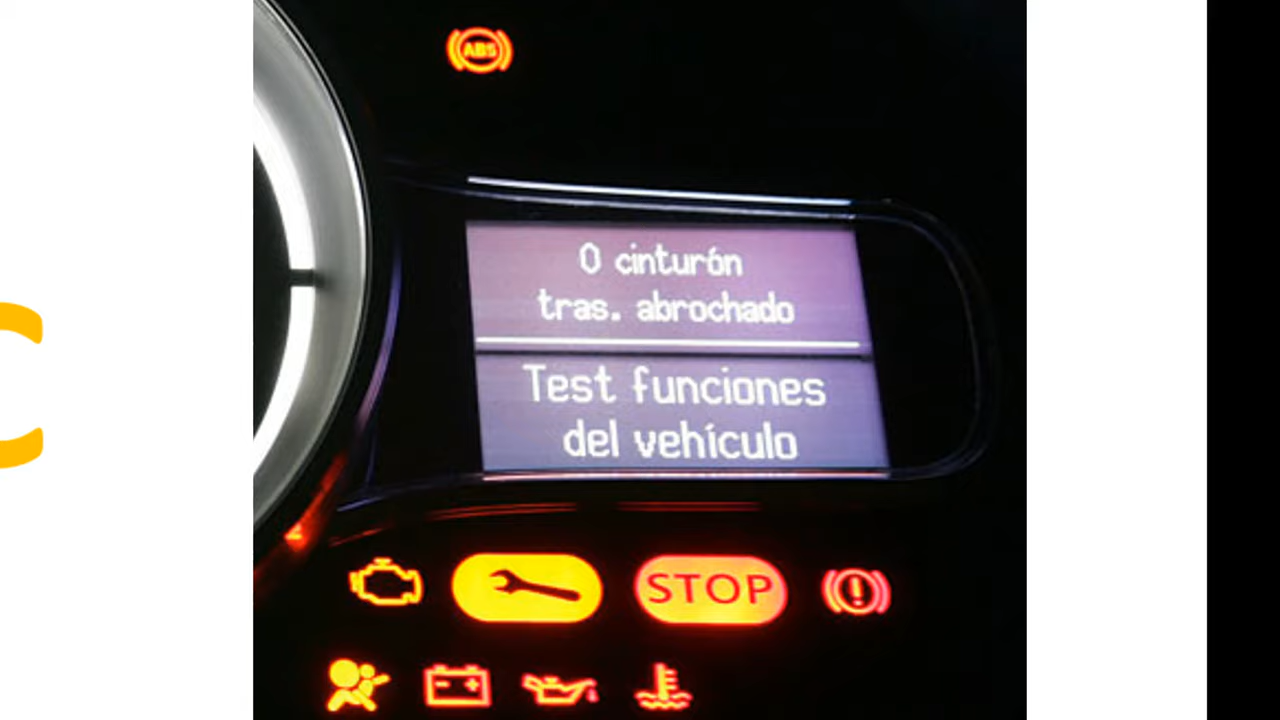 ABS
0 cinturón
tras. abrochado
Test funciones
del vehículo
STOP